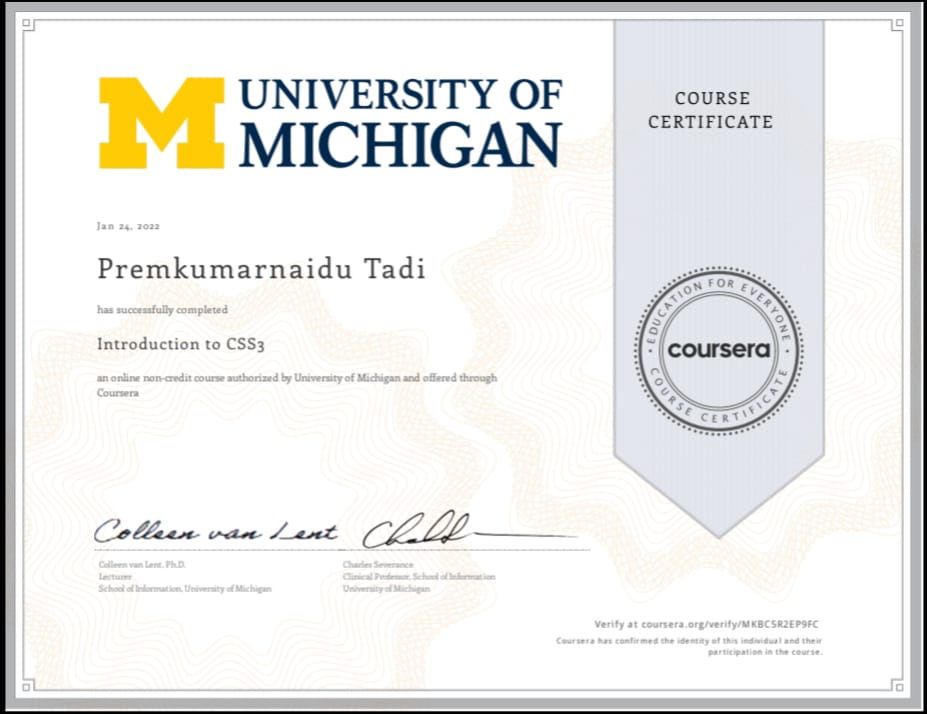 M UNIVERSITY OF
MICHIGAN
COURSE
CERTIFICATE
Jan 24, 2022
Premkumarnaidu Tadi
has successfully completed
Introduction to CSS3
an online non-credit course authorized by University of Michigan and offered through
Coursera
EDUCATION FOR EVERYONE
coursera
COURSE CERTIFICATE
Colleen van Lent
Colleen van Lent, Ph.D.
Lecturer
School of Information, University of Michigan
Charles Severance
Clinical Professor, School of Information
University of Michigan
Verify at coursera.org/verify/MKBC5R2EP9FC
Coursera has confirmed the identity of this individual and their
participation in the course.